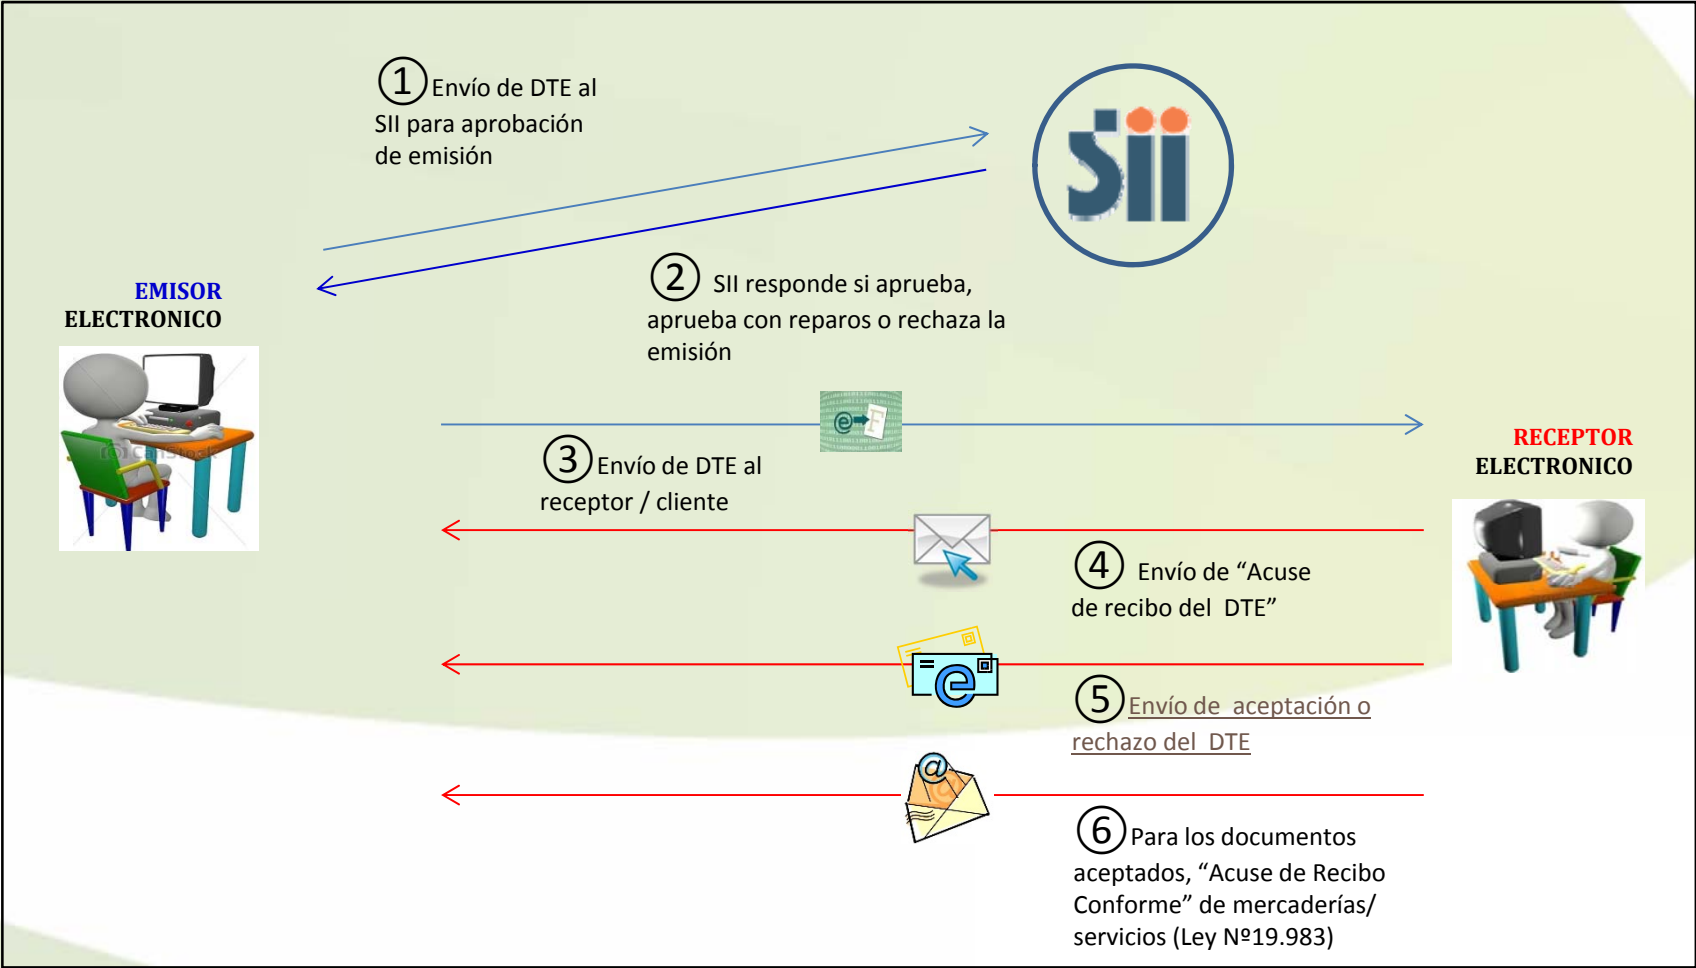 ① Envío de DTE al
SII para aprobación
de emisión
Sii
② SII responde si aprueba,
aprueba con reparos o rechaza la
emisión
EMISOR
ELECTRONICO
③ Envío de DTE al
receptor / cliente
RECEPTOR
ELECTRONICO
④ Envío de “Acuse
de recibo del DTE”
⑤ Envío de aceptación o
rechazo del DTE
⑥ Para los documentos
aceptados, “Acuse de Recibo
Conforme” de mercaderías/
servicios (Ley Nº19.983)